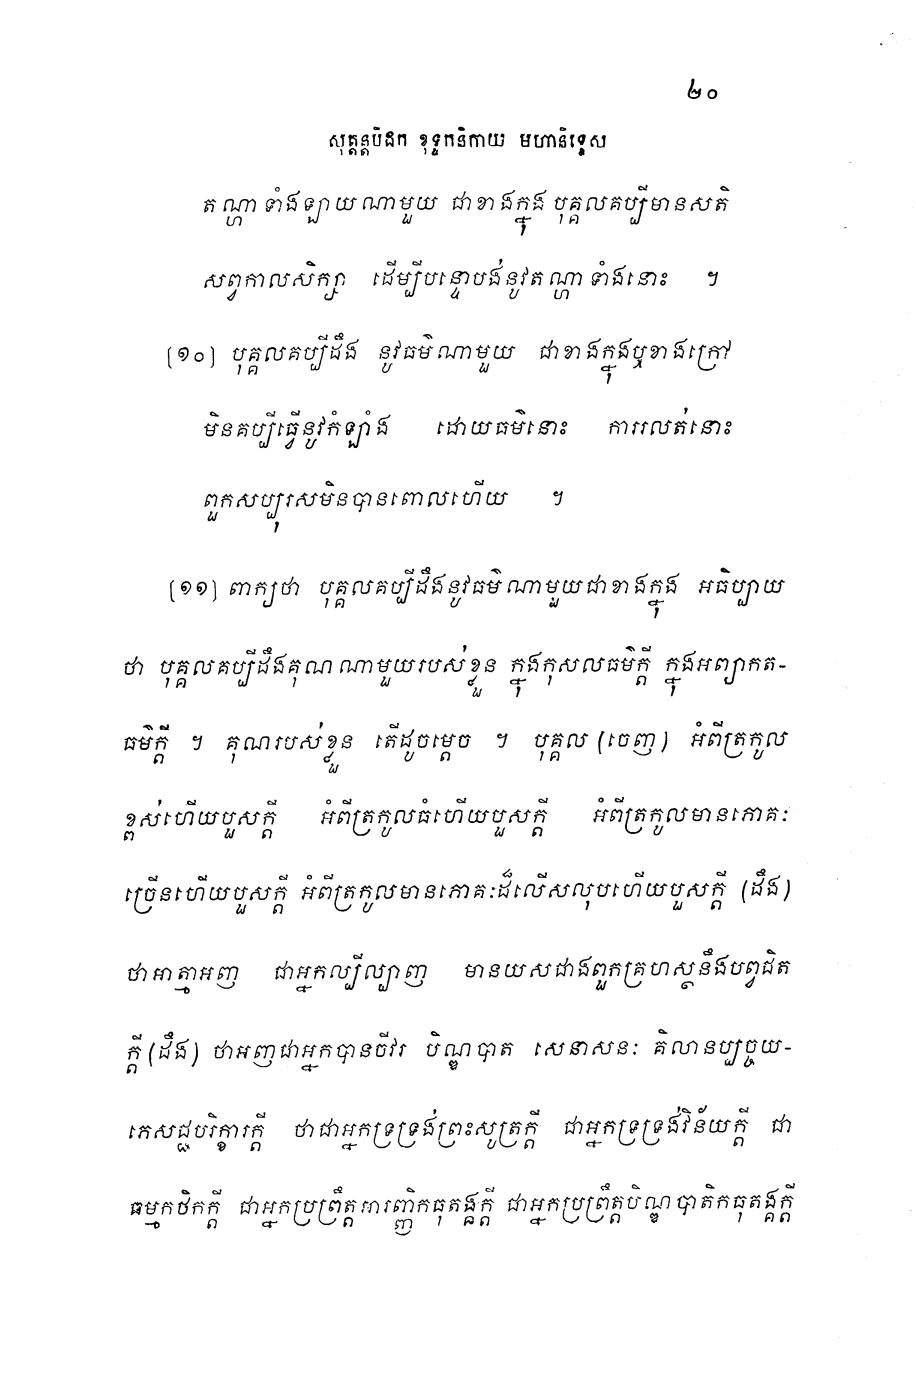 ២០
សុត្តន្តបិដក ខុទ្ទកនិកាយ មហានិទ្ទេស
តណ្ហាទាំងឡាយណាមួយ ជាខាងក្នុង បុគ្គលគប្បីមានសតិ
សព្វកាលសិក្សា ដើម្បីបន្ទោបង់នូវតណ្ហាទាំងនោះ ។
(១០) បុគ្គលគប្បីដឹង នូវធម៌ណាមួយ ជាខាងក្នុងឬខាងក្រៅ
មិនគប្បីធ្វើនូវកំឡាំង ដោយធម៌នោះ ការរលត់នោះ
ពួកសប្បុរសមិនបានពោលហើយ ។
(១១) ពាក្យថា បុគ្គលគប្បីដឹងនូវធម៌ណាមួយជាខាងក្នុង អធិប្បាយ
ថា បុគ្គលគប្បីដឹងគុណណាមួយរបស់ខ្លួន ក្នុងកុសលធម៌ក្តី ក្នុងអព្យាកត-
ធម៌ក្តី ។ គុណរបស់ខ្លួន តើដូចម្តេច ។ បុគ្គល (ចេញ) អំពីត្រកូល
ខ្ពស់ហើយបួសក្តី អំពីត្រកូលធំហើយបួសក្តី អំពីត្រកូលមានភោគៈ
ច្រើនហើយបួសក្តី អំពីត្រកូលមានភោគៈដ៏លើសលុបហើយបួសក្តី (ដឹង)
ថាអាត្មាអញ ជាអ្នកល្បីល្បាញ មានយសជាងពួកគ្រហស្ថនឹងបព្វជិត
ក្តី (ដឹង) ថាអញជាអ្នកបានចីវរ បិណ្ឌបាត សេនាសនៈ គិលានប្បច្ចយ-
ភេសជ្ជបរិក្ខារក្តី ថាជាអ្នកទ្រទ្រង់ព្រះសូត្រក្តី ជាអ្នកទ្រទ្រង់វិន័យក្តី ជា
ធម្មកថិកក្តី ជាអ្នកប្រព្រឹត្តអារញ្ញិកធុតង្គក្តី ជាអ្នកប្រព្រឹត្តបិណ្ឌបាតិកធុតង្គក្តី